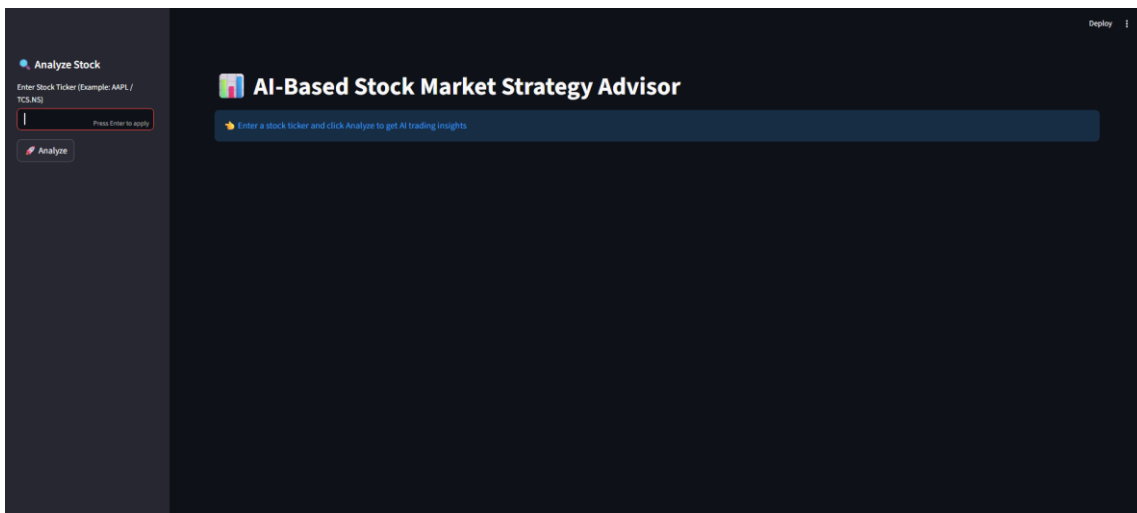 Deploy
Analyze Stock
Enter Stock Ticker (Example: AAPL /
TCS.NS)
Press Enter to apply
Analyze
AI-Based Stock Market Strategy Advisor
Enter a stock ticker and click Analyze to get AI trading insights